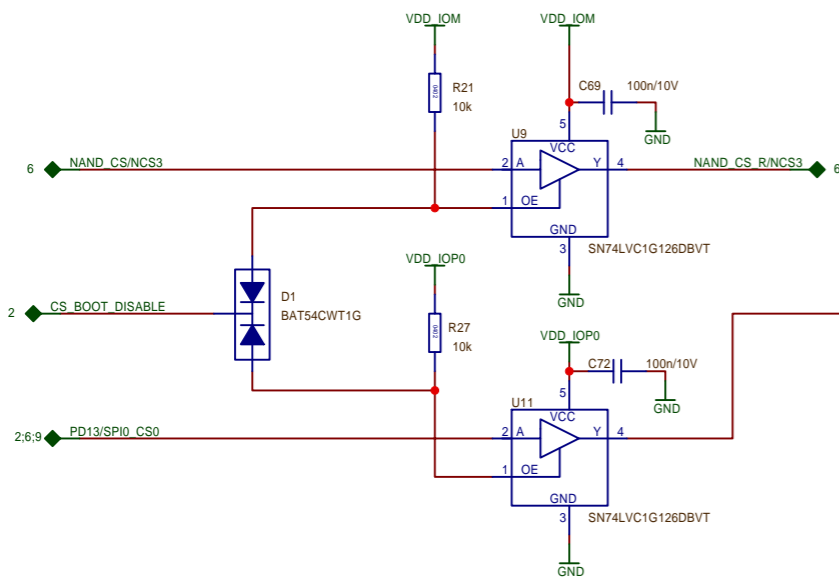 VDD_IOM
VDD_IOM
R21
10k
0402
C69
100n/10V
GND
U9
5
VCC
6
NAND_CS/NCS3
2
A
Y
4
NAND_CS_R/NCS3
6
1
OE
GND
3
SN74LVC1G126DBVT
GND
VDD_IOP0
2
CS_BOOT_DISABLE
D1
BAT54CWT1G
R27
10k
0402
VDD_IOP0
C72
100n/10V
GND
U11
5
VCC
2;6;9
PD13/SPI0_CS0
2
A
Y
4
1
OE
GND
3
SN74LVC1G126DBVT
GND